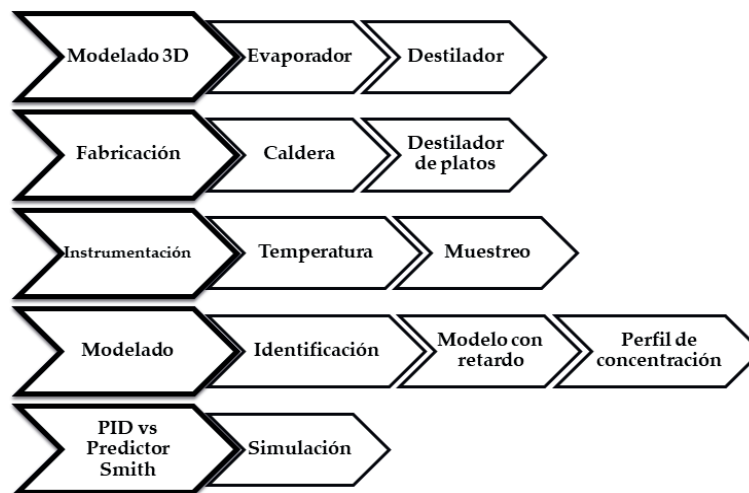 Modelado 3D
Evaporador
Destilador
Fabricación
Caldera
Destilador
de platos
Instrumentación
Temperatura
Muestreo
Modelado
Identificación
Modelo con
retardo
Perfil de
concentración
PID vs
Predictor
Smith
Simulación